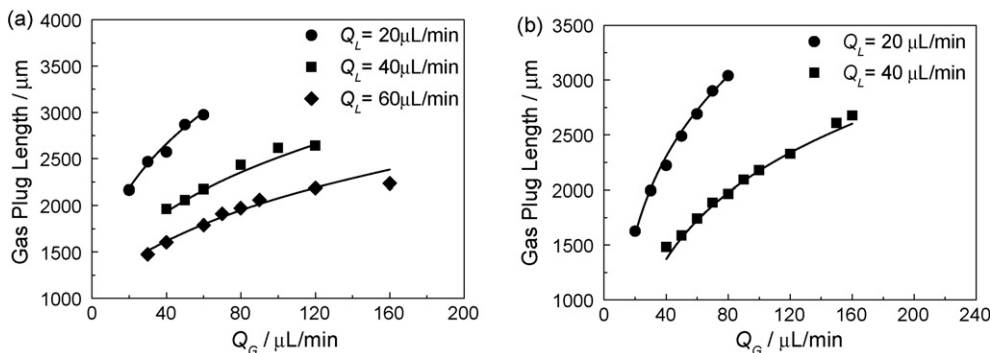 (a)
4000
3500
3000
2500
2000
1500
1000
Gas Plug Length / μm
Q_L = 20μL/min
Q_L = 40μL/min
Q_L = 60μL/min
0 40 80 120 160 200
Q_G / μL/min
(b)
3500
3000
2500
2000
1500
1000
Gas Plug Length / μm
Q_L = 20 μL/min
Q_L = 40 μL/min
0 40 80 120 160 200 240
Q_G / μL/min